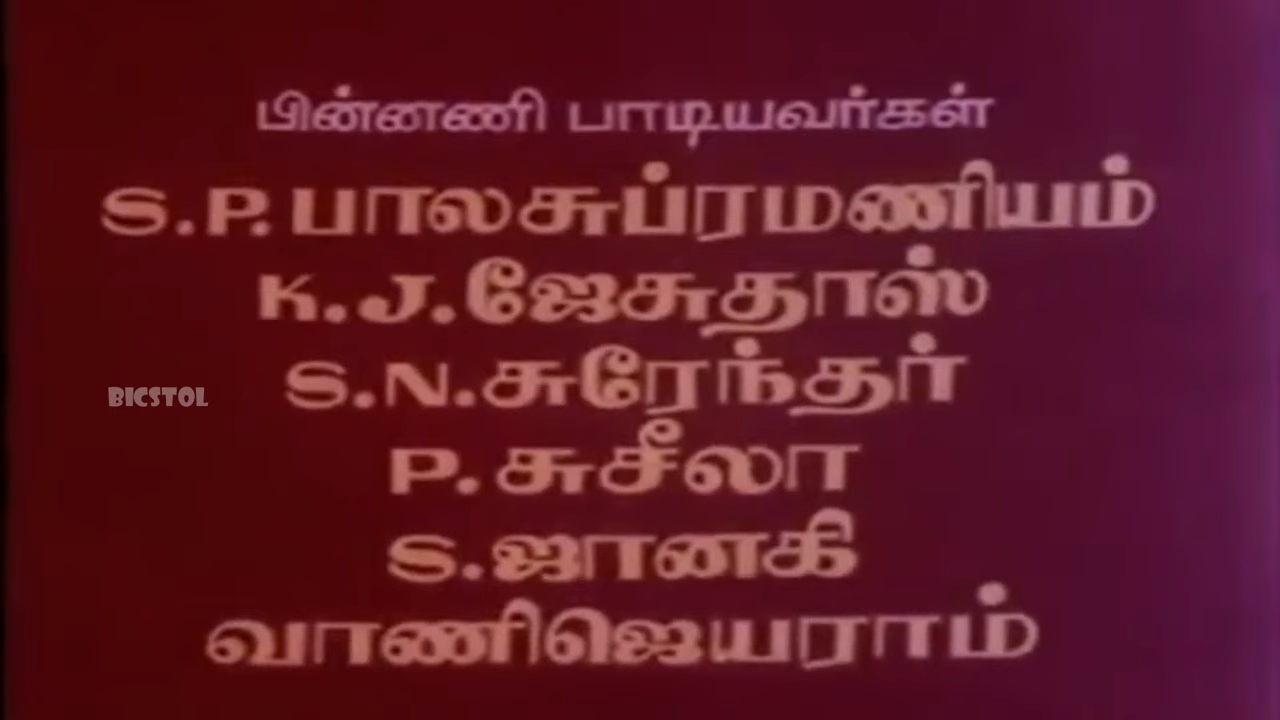 பின்னணி பாடியவர்கள்
S.P.பாலசுப்ரமணியம்
K.J.ஜேசுதாஸ்
S.N.சுரேந்தர்
BICSTOL
P.சுசீலா
S.ஜானகி
வாணிஜெயராம்